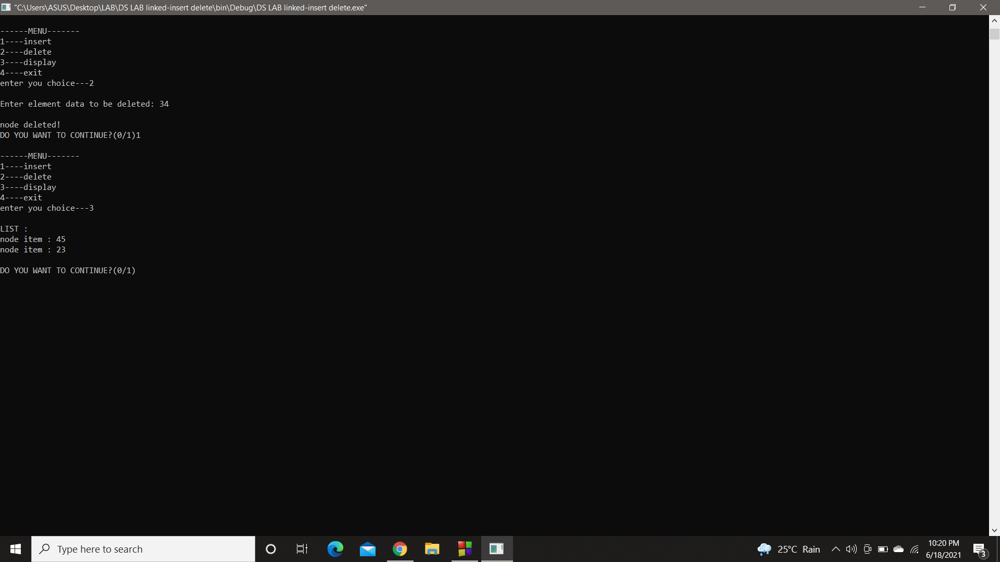 "C:\Users\ASUS\Desktop\LAB\DS LAB linked-insert delete\bin\Debug\DS LAB linked-insert delete.exe"
------MENU-------
1----insert
2----delete
3----display
4----exit
enter you choice---2
Enter element data to be deleted: 34
node deleted!
DO YOU WANT TO CONTINUE?(0/1)1
------MENU-------
1----insert
2----delete
3----display
4----exit
enter you choice---3
LIST :
node item : 45
node item : 23
DO YOU WANT TO CONTINUE?(0/1)
Type here to search
25°C Rain
10:20 PM
6/18/2021
3